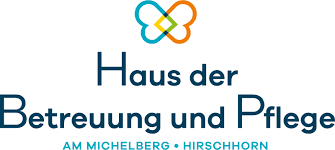 Haus der
Betreuung und Pflege
AM MICHELBERG • HIRSCHHORN